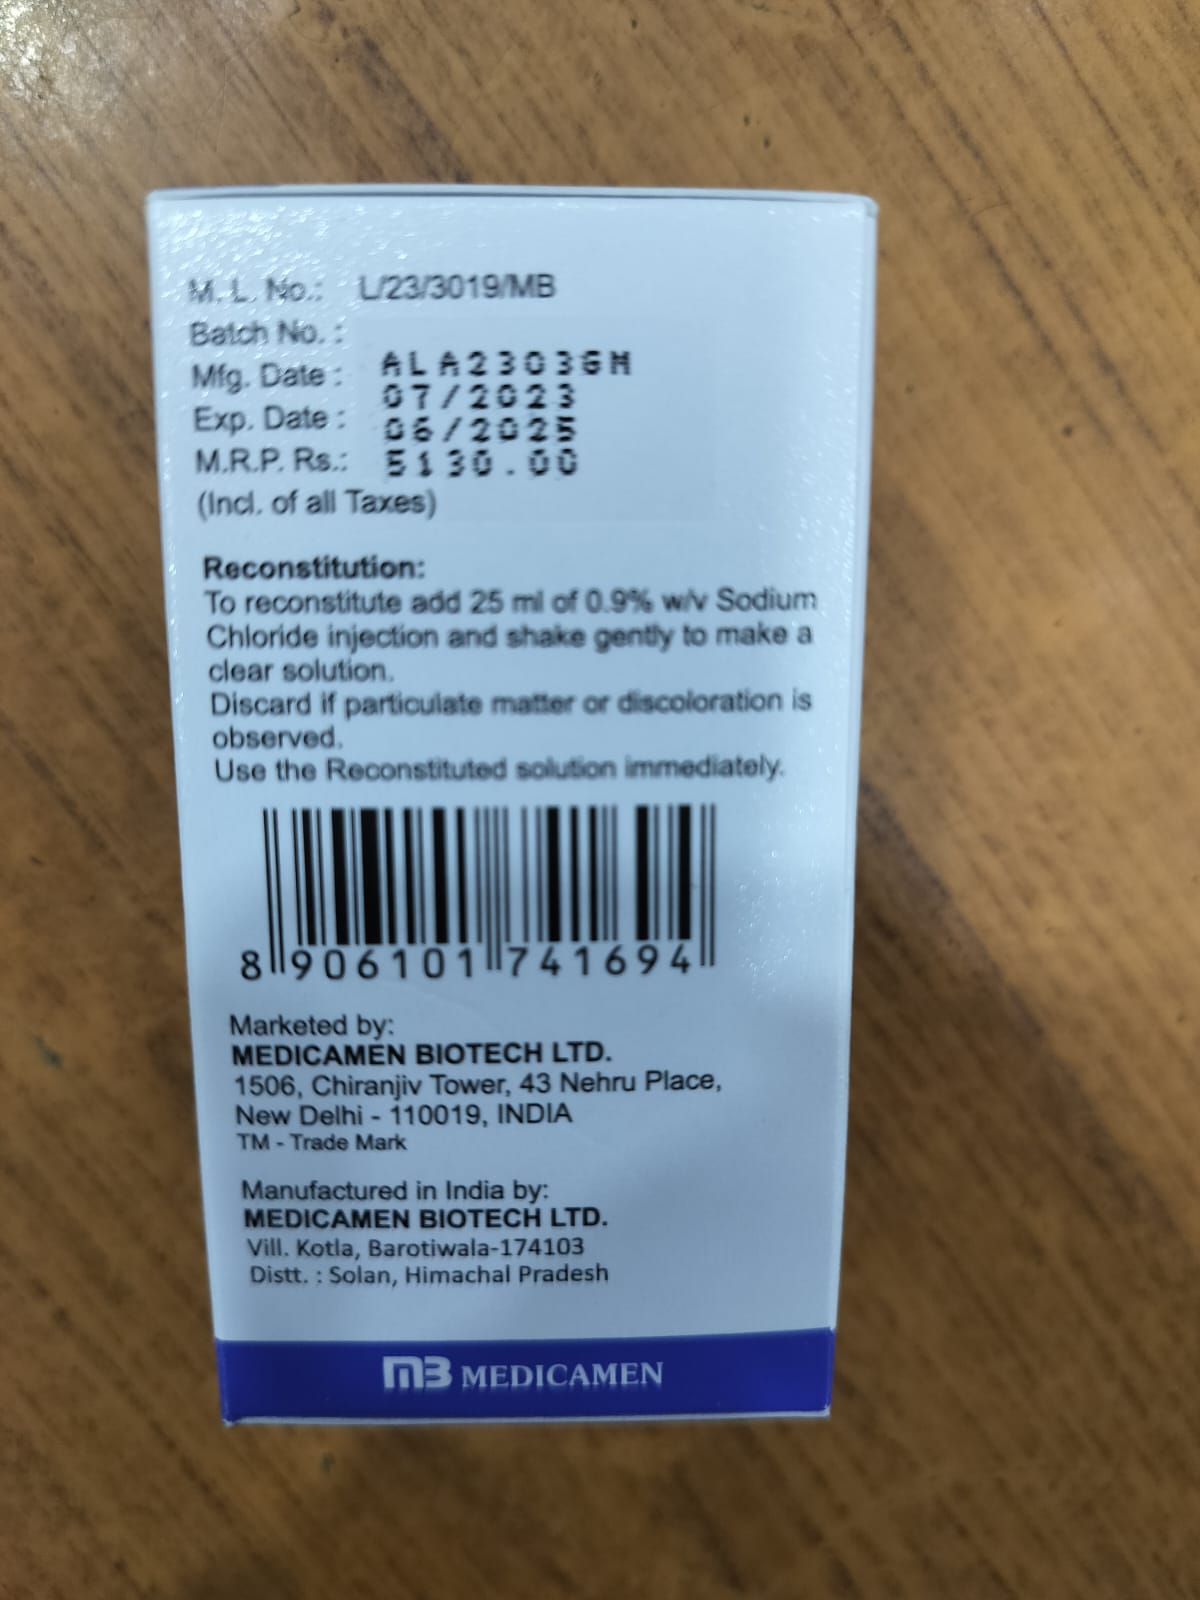 M. L. No.: L/23/3019/MB
Batch No. : ALA2303GM
Mfg. Date : 07/2023
Exp. Date : 06/2025
M.R.P. Rs.: 5130.00
(Incl. of all Taxes)
Reconstitution:
To reconstitute add 25 ml of 0.9% w/v Sodium
Chloride injection and shake gently to make a
clear solution.
Discard if particulate matter or discoloration is
observed.
Use the Reconstituted solution immediately.
8 906101 741694
Marketed by:
MEDICAMEN BIOTECH LTD.
1506, Chiranjiv Tower, 43 Nehru Place,
New Delhi - 110019, INDIA
TM - Trade Mark
Manufactured in India by:
MEDICAMEN BIOTECH LTD.
Vill. Kotla, Barotiwala-174103
Distt. : Solan, Himachal Pradesh
MB MEDICAMEN